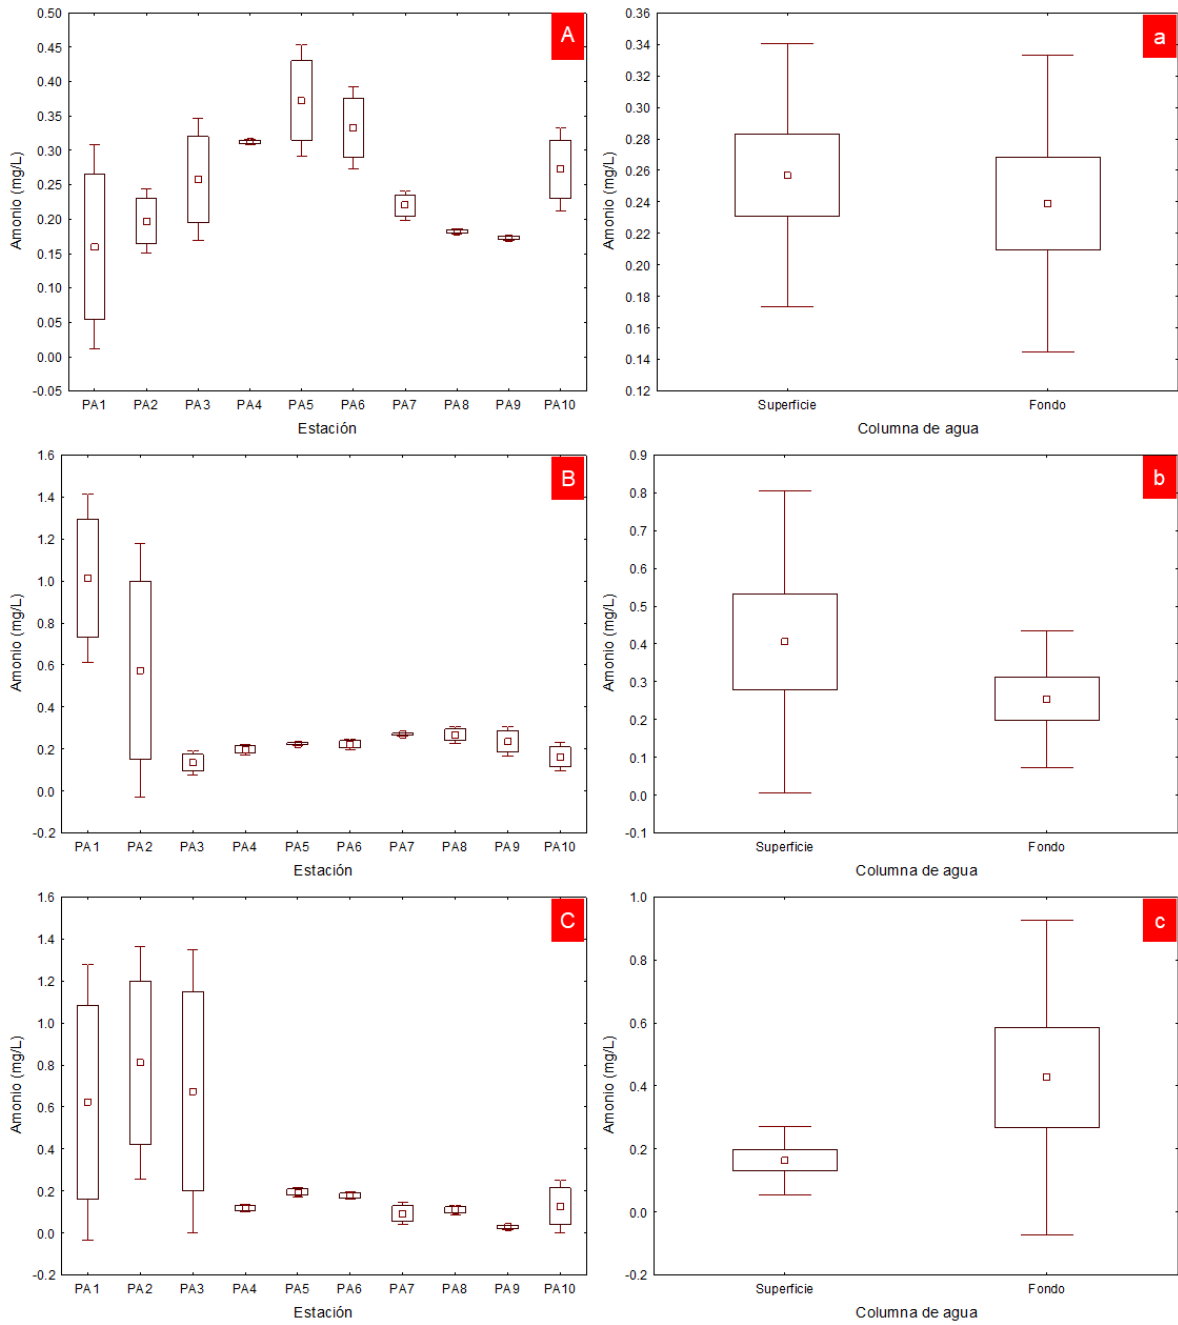 A
Amonio (mg/L)
0.50
0.45
0.40
0.35
0.30
0.25
0.20
0.15
0.10
0.05
0.00
-0.05
PA1 PA2 PA3 PA4 PA5 PA6 PA7 PA8 PA9 PA10
Estación
a
Amonio (mg/L)
0.36
0.34
0.32
0.30
0.28
0.26
0.24
0.22
0.20
0.18
0.16
0.14
0.12
Superficie Fondo
Columna de agua
B
Amonio (mg/L)
1.6
1.4
1.2
1.0
0.8
0.6
0.4
0.2
0.0
-0.2
PA1 PA2 PA3 PA4 PA5 PA6 PA7 PA8 PA9 PA10
Estación
b
Amonio (mg/L)
0.9
0.8
0.7
0.6
0.5
0.4
0.3
0.2
0.1
0.0
-0.1
Superficie Fondo
Columna de agua
C
Amonio (mg/L)
1.6
1.4
1.2
1.0
0.8
0.6
0.4
0.2
0.0
-0.2
PA1 PA2 PA3 PA4 PA5 PA6 PA7 PA8 PA9 PA10
Estación
c
Amonio (mg/L)
1.0
0.8
0.6
0.4
0.2
0.0
-0.2
Superficie Fondo
Columna de agua